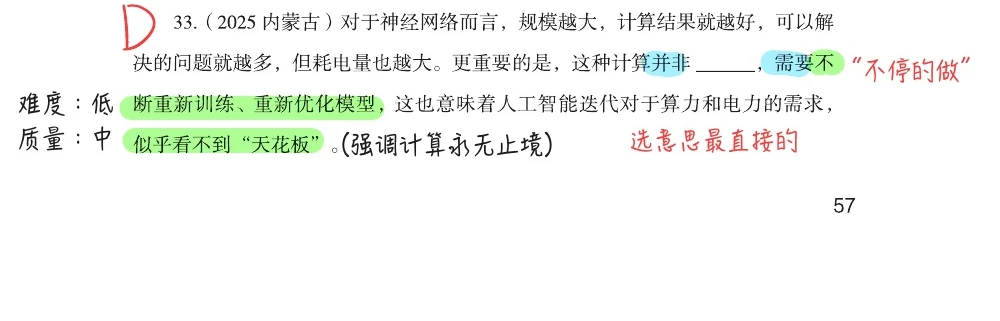 D 33.（2025 内蒙古）对于神经网络而言，规模越大，计算结果就越好，可以解
决的问题就越多，但耗电量也越大。更重要的是，这种计算并非 ______，需要不 “不停的做”
难度：低 断重新训练、重新优化模型，这也意味着人工智能迭代对于算力和电力的需求，
质量：中 似乎看不到“天花板”。(强调计算永无止境) 选意思最直接的
57